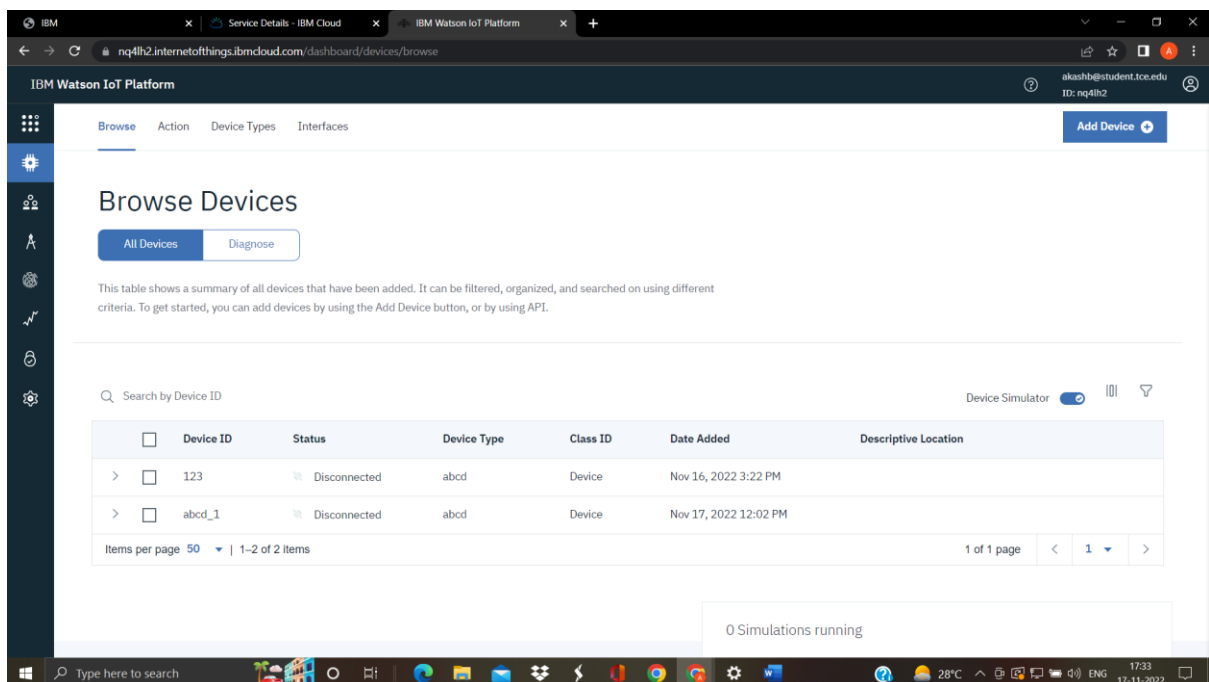 IBM
Service Details - IBM Cloud
IBM Watson IoT Platform
nq4lh2.internetofthings.ibmcloud.com/dashboard/devices/browse
A
IBM Watson IoT Platform
akashb@student.tce.edu
ID: nq4lh2
Browse Action Device Types Interfaces
Add Device
Browse Devices
All Devices Diagnose
This table shows a summary of all devices that have been added. It can be filtered, organized, and searched on using different
criteria. To get started, you can add devices by using the Add Device button, or by using API.
Search by Device ID
Device Simulator
Device ID Status Device Type Class ID Date Added Descriptive Location
123 Disconnected abcd Device Nov 16, 2022 3:22 PM
abcd_1 Disconnected abcd Device Nov 17, 2022 12:02 PM
Items per page 50 | 1–2 of 2 items
1 of 1 page 1
0 Simulations running
Type here to search
28°C
ENG
17:33
17-11-2022